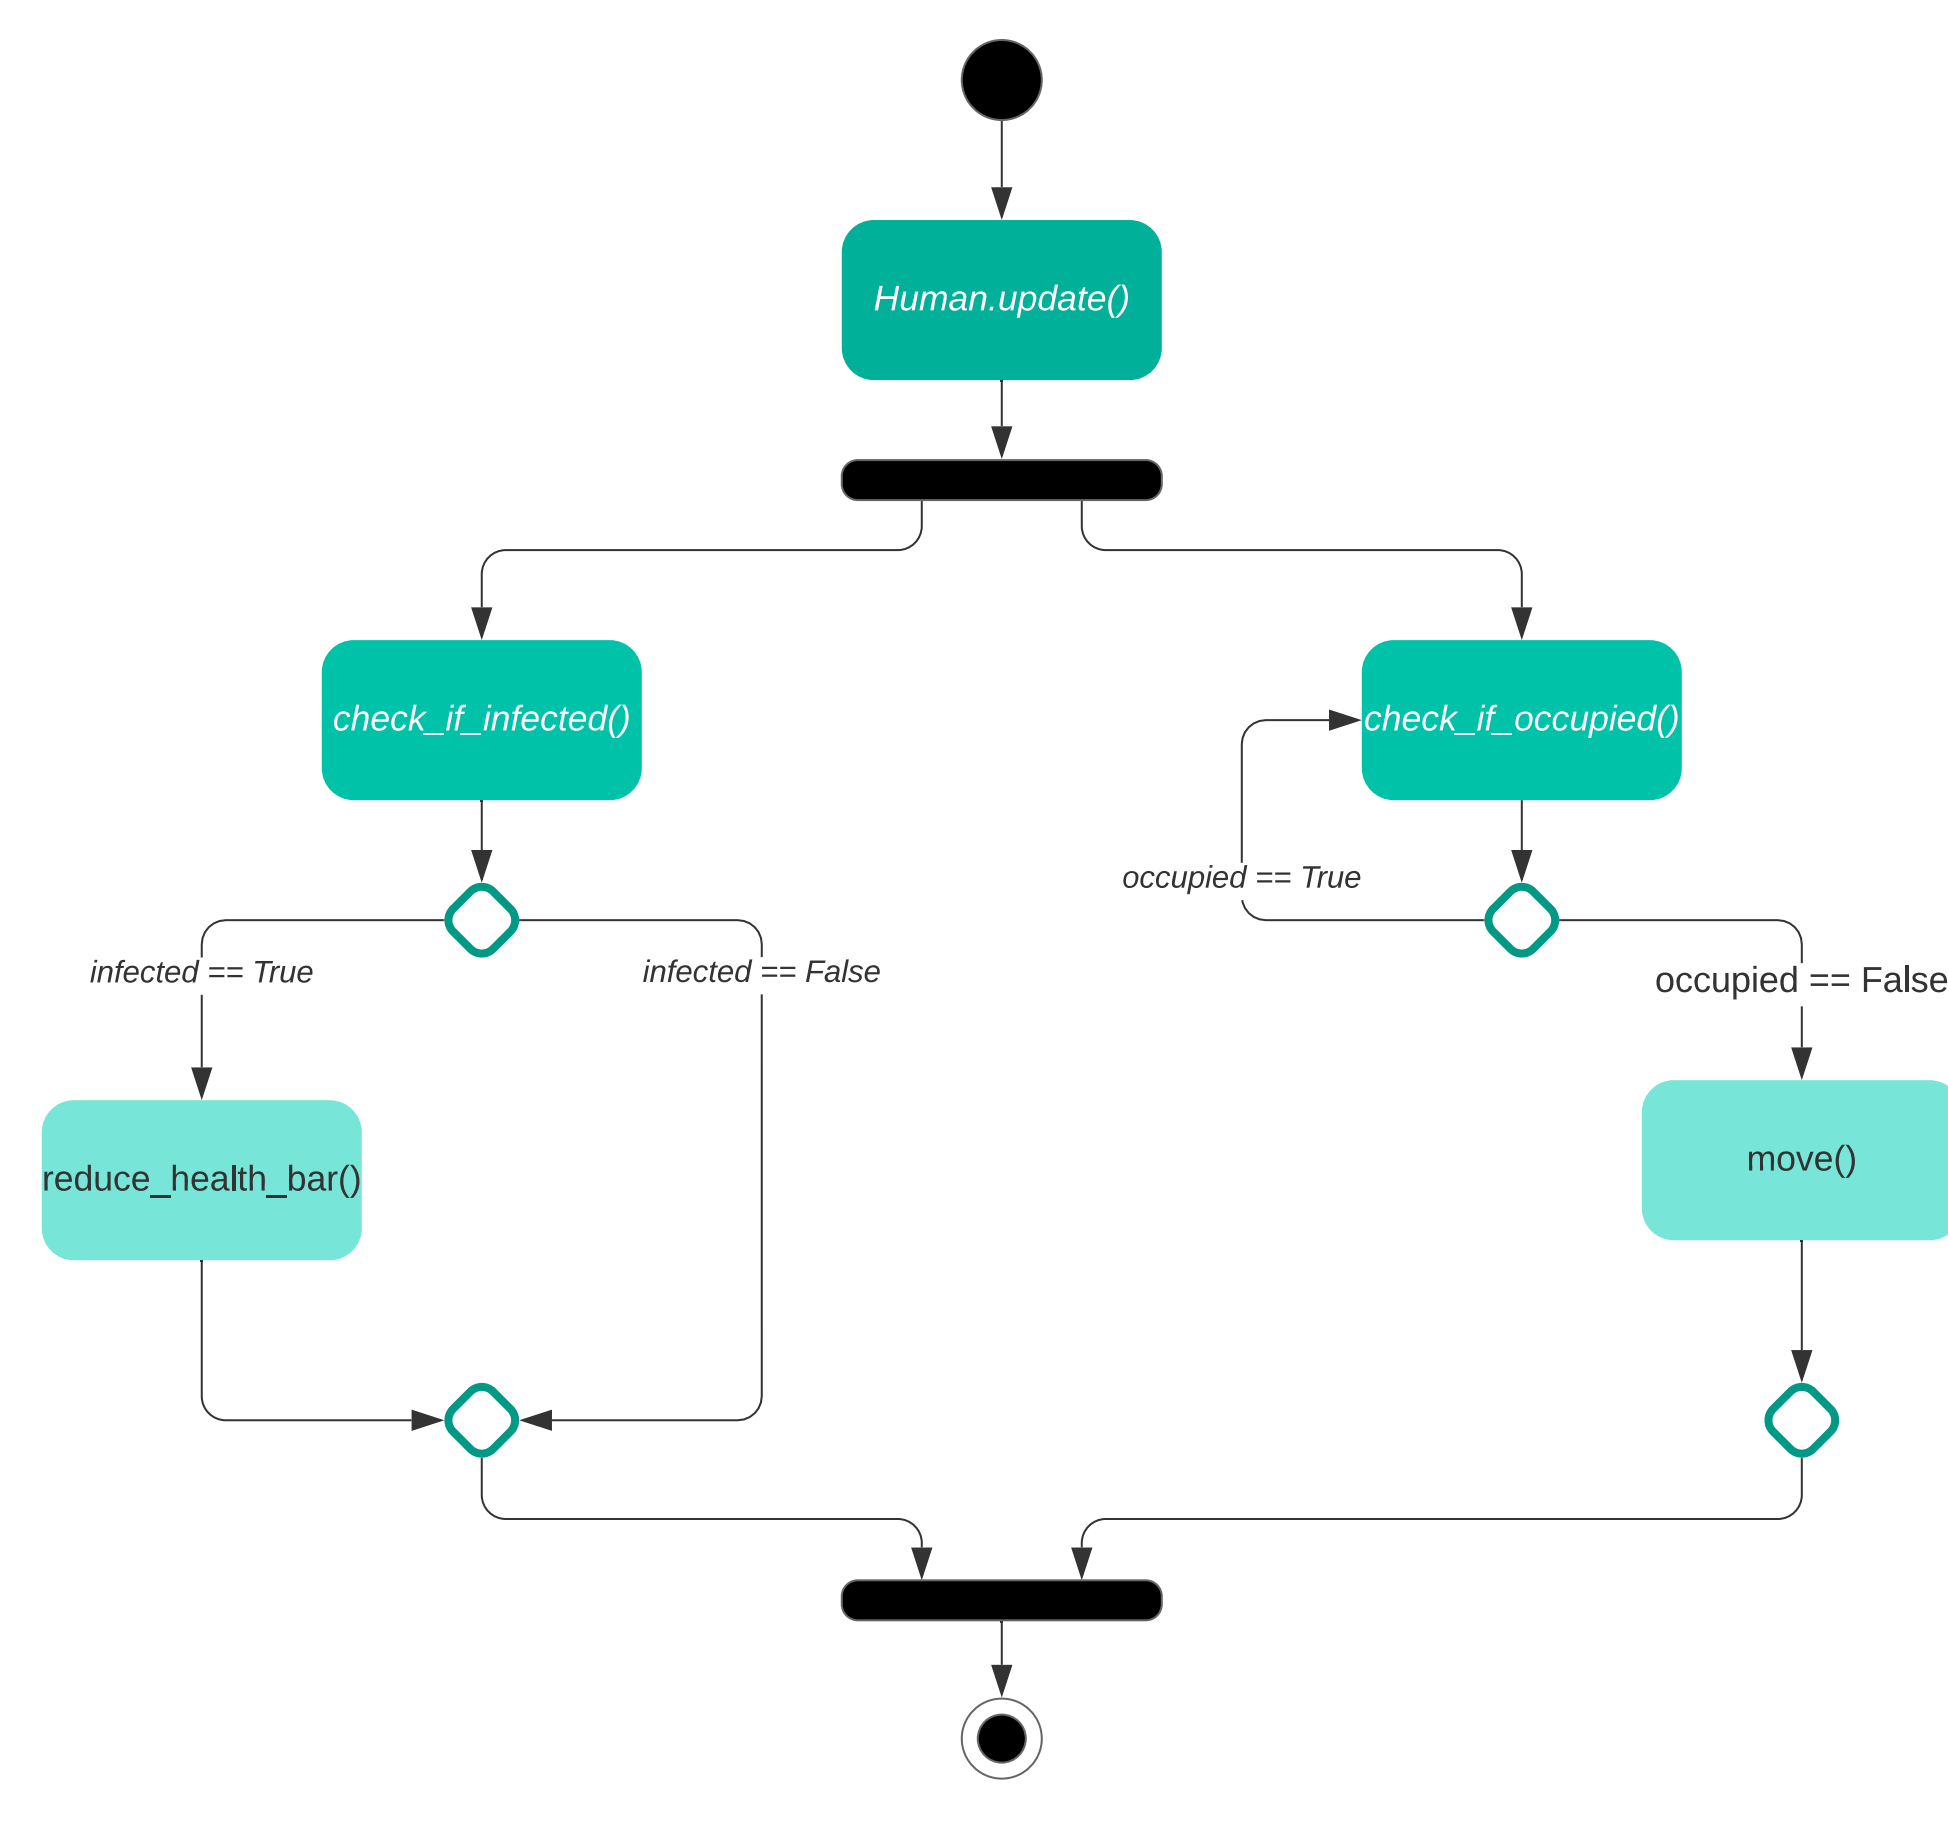 Human.update()
check_if_infected()
check_if_occupied()
occupied == True
infected == True
infected == False
occupied == False
reduce_health_bar()
move()